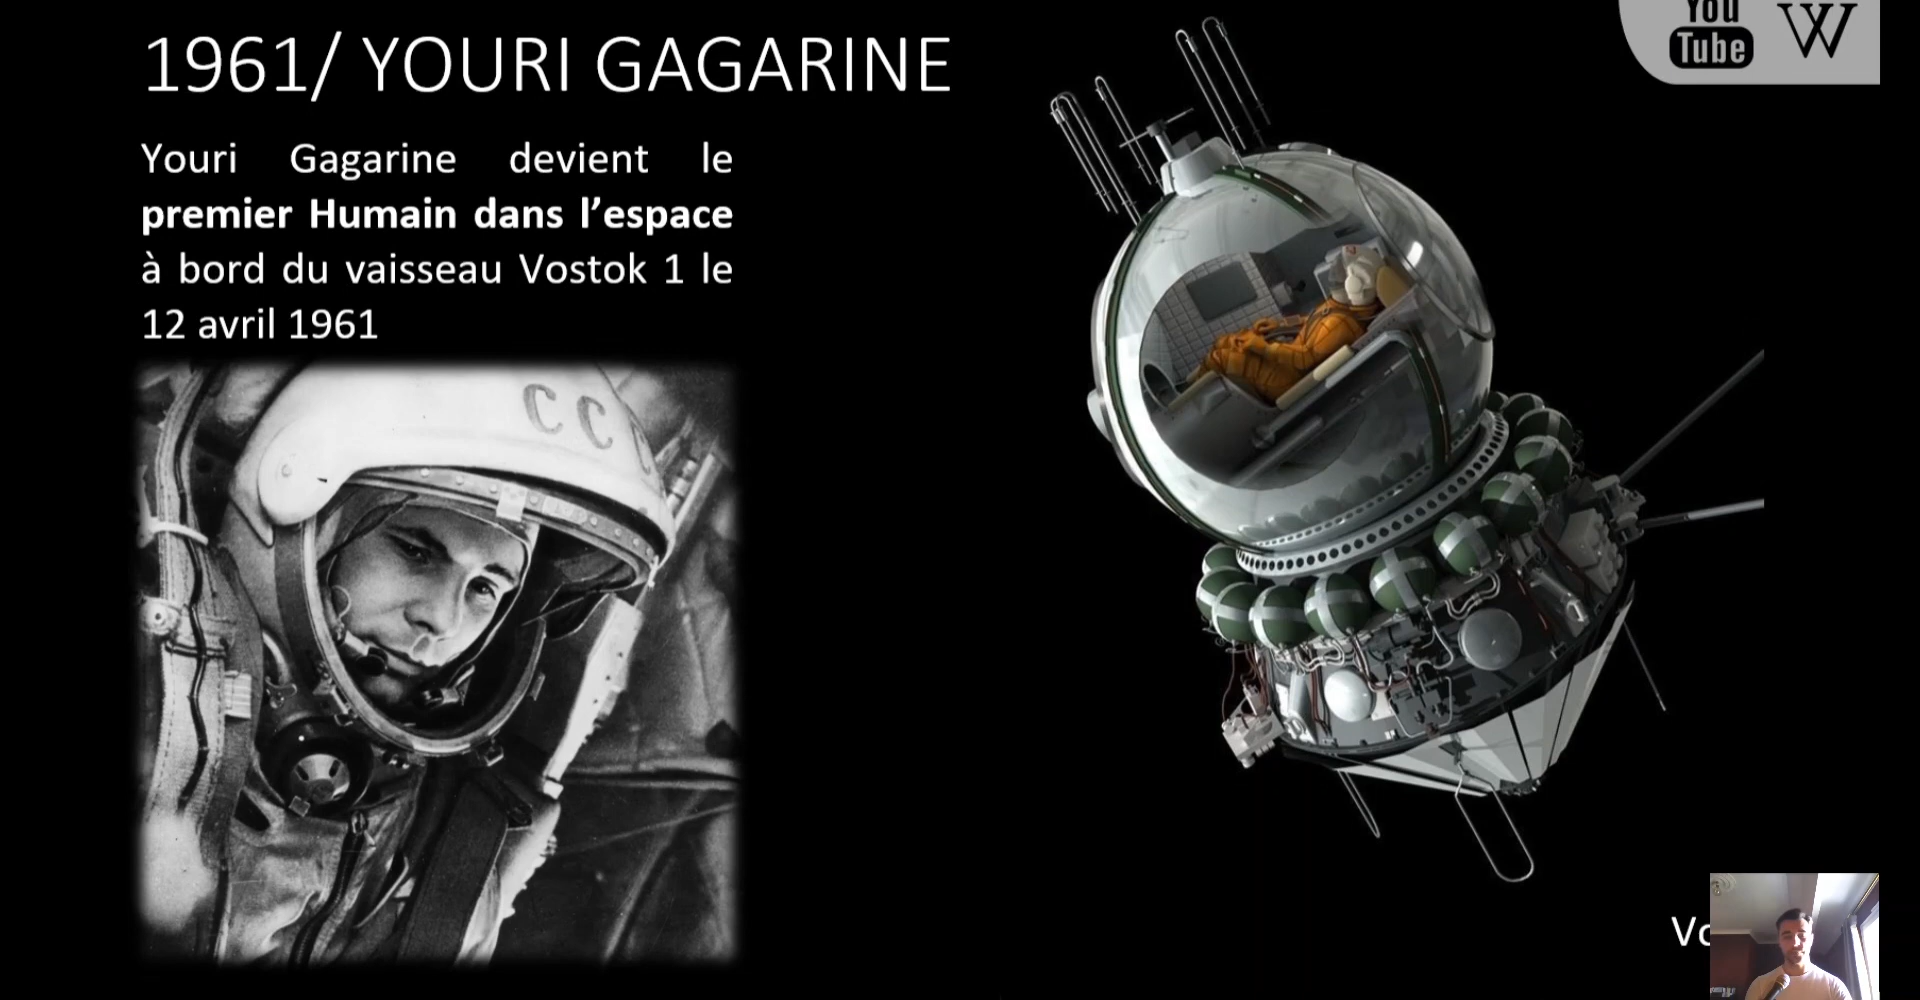 1961/ YOURI GAGARINE
You
Tube
W
Youri Gagarine devient le
premier Humain dans l'espace
à bord du vaisseau Vostok 1 le
12 avril 1961
CC